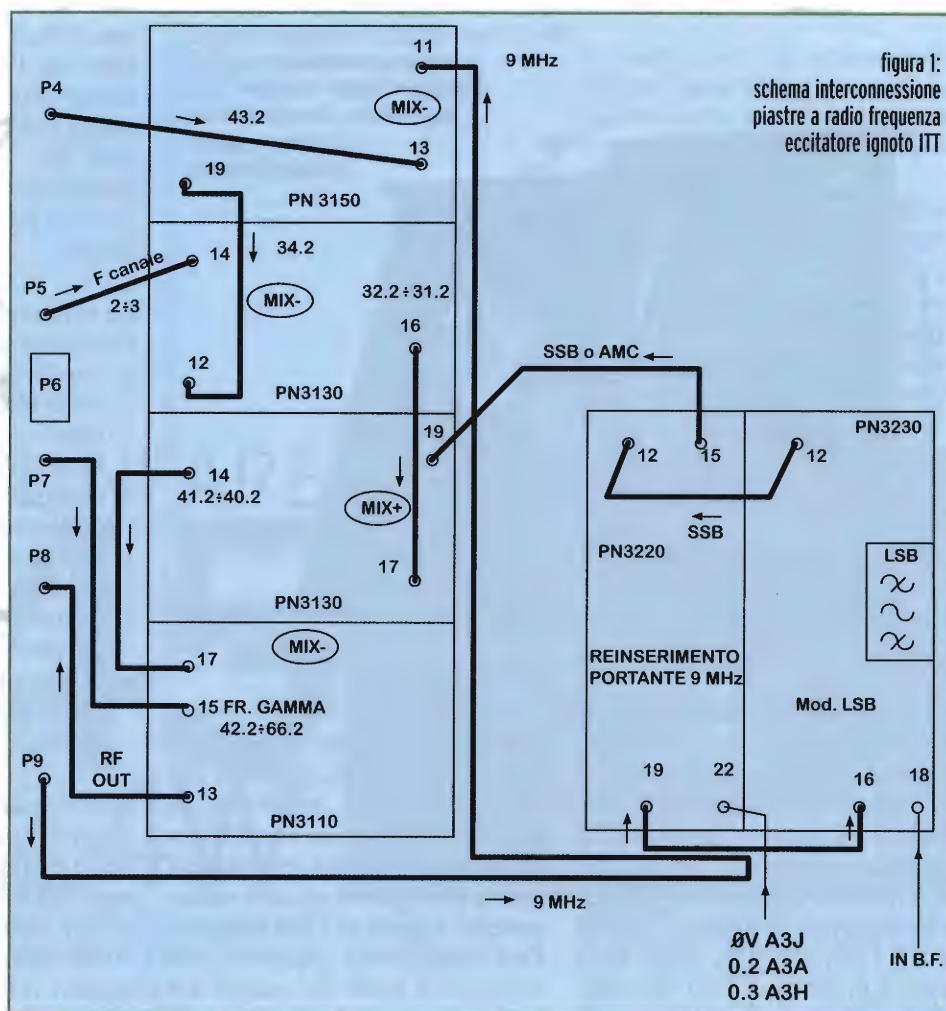 figura 1:
schema interconnessione
piastre a radio frequenza
eccitatore ignoto ITT
P4
43.2
11
9 MHz
MIX-
13
19
PN 3150
P5
F canale
2÷3
14
34.2
MIX-
32.2÷31.2
16
12
PN3130
P6
SSB o AMC
P7
14
41.2÷40.2
19
MIX+
17
PN3130
P8
MIX-
17
15 FR. GAMMA
42.2÷66.2
P9
RF
OUT
13
PN3110
9 MHz
12
15
12
PN3230
SSB
PN3220
LSB
REINSERIMENTO
PORTANTE 9 MHz
Mod. LSB
19
22
16
18
ØV A3J
0.2 A3A
0.3 A3H
IN B.F.